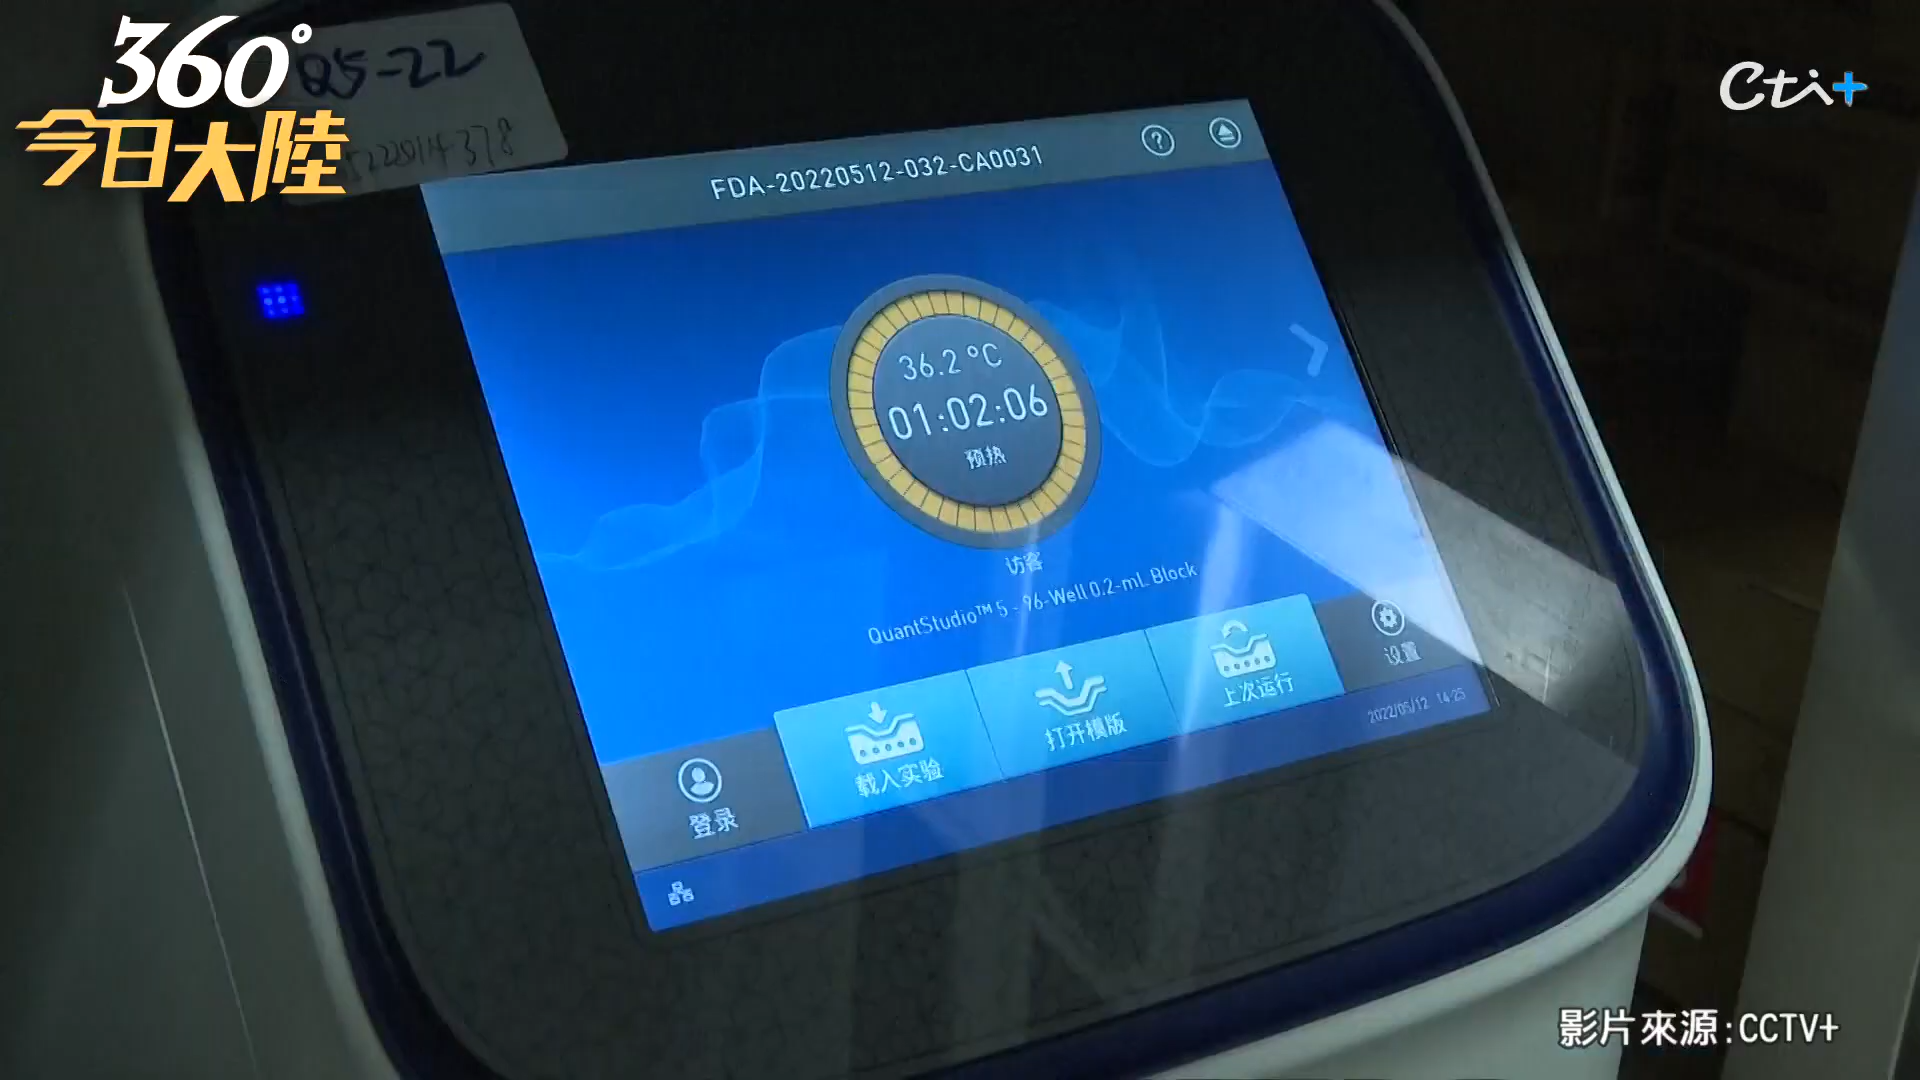 360°
今日大陸
Cti+
Q5-22
FDA-20220512-032-CA0031
36.2 °C
01:02:06
预热
访客
QuantStudio™ 5 - 96-Well 0.2-mL Block
登录
载入实验
打开模版
上次运行
设置
2022/05/12 14:25
影片來源:CCTV+